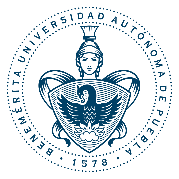 BENEMÉRITA UNIVERSIDAD AUTÓNOMA DE PUEBLA
1578